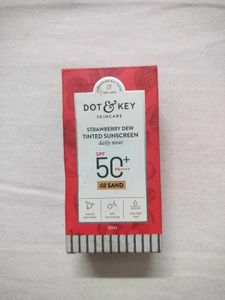 DOT & KEY
SKINCARE
STRAWBERRY DEW
TINTED SUNSCREEN
daily wear
SPF
50+
PA++++
03 SAND